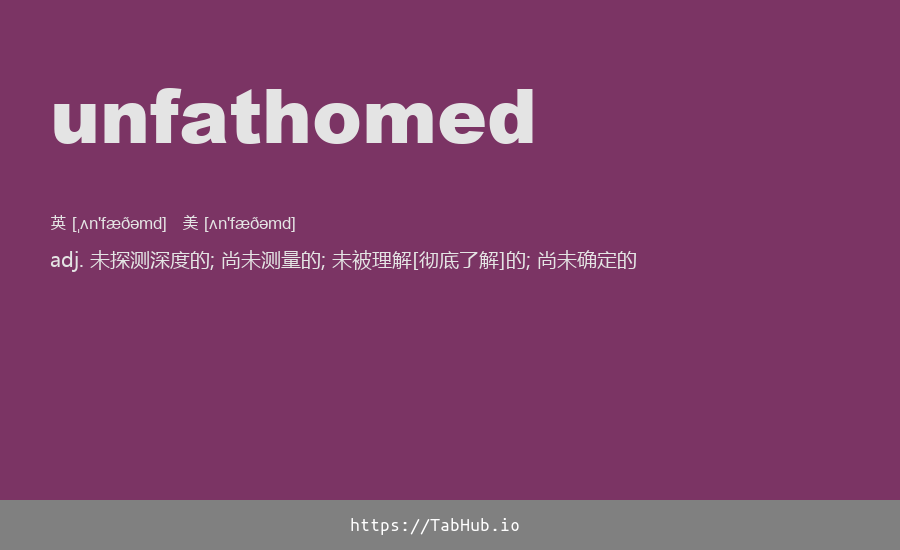 unfathomed
英 [ˌʌn'fæðəmd] 美 [ʌn'fæðəmd]
adj. 未探测深度的; 尚未测量的; 未被理解[彻底了解]的; 尚未确定的
https://TabHub.io